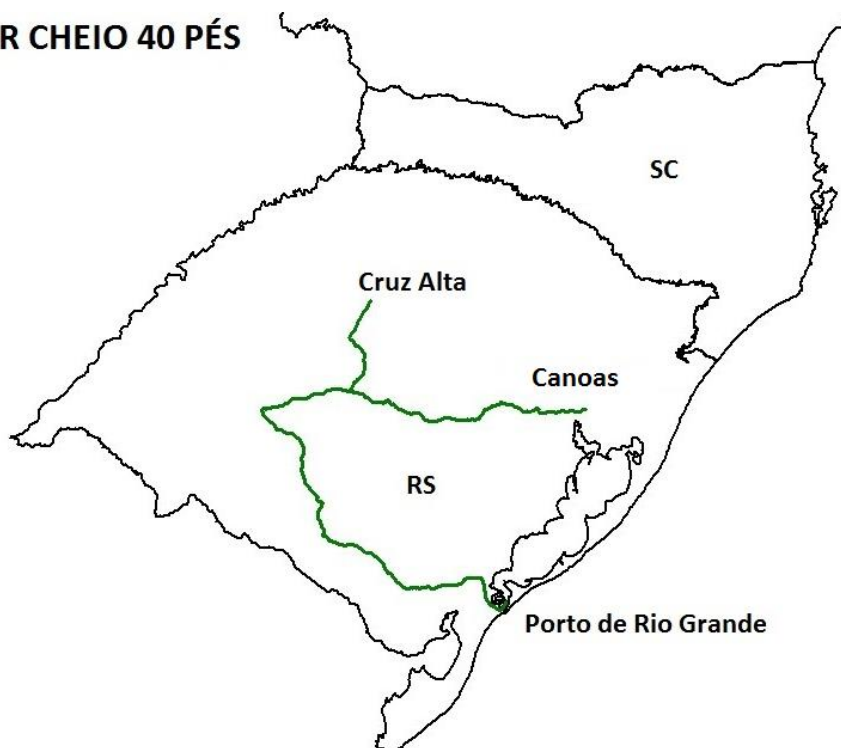 R CHEIO 40 PÉS
SC
Cruz Alta
Canoas
RS
Porto de Rio Grande